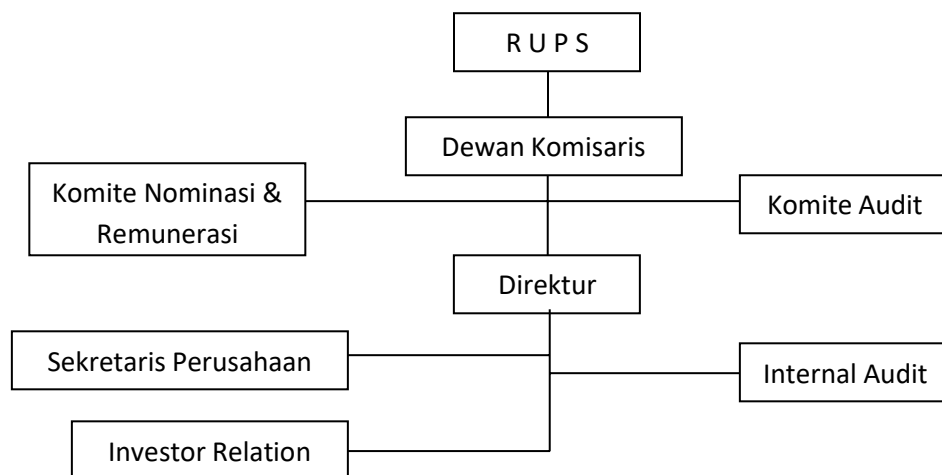 R U P S
Dewan Komisaris
Komite Nominasi &
Remunerasi
Komite Audit
Direktur
Sekretaris Perusahaan
Internal Audit
Investor Relation